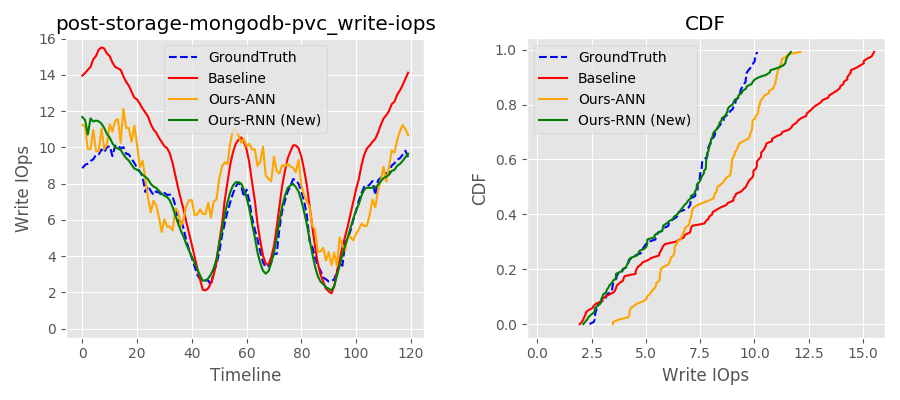 post-storage-mongodb-pvc_write-iops
GroundTruth
Baseline
Ours-ANN
Ours-RNN (New)
16
14
12
10
8
6
4
2
0
Write IOps
0
20
40
60
80
100
120
Timeline
CDF
GroundTruth
Baseline
Ours-ANN
Ours-RNN (New)
1.0
0.8
0.6
0.4
0.2
0.0
CDF
0.0
2.5
5.0
7.5
10.0
12.5
15.0
Write IOps